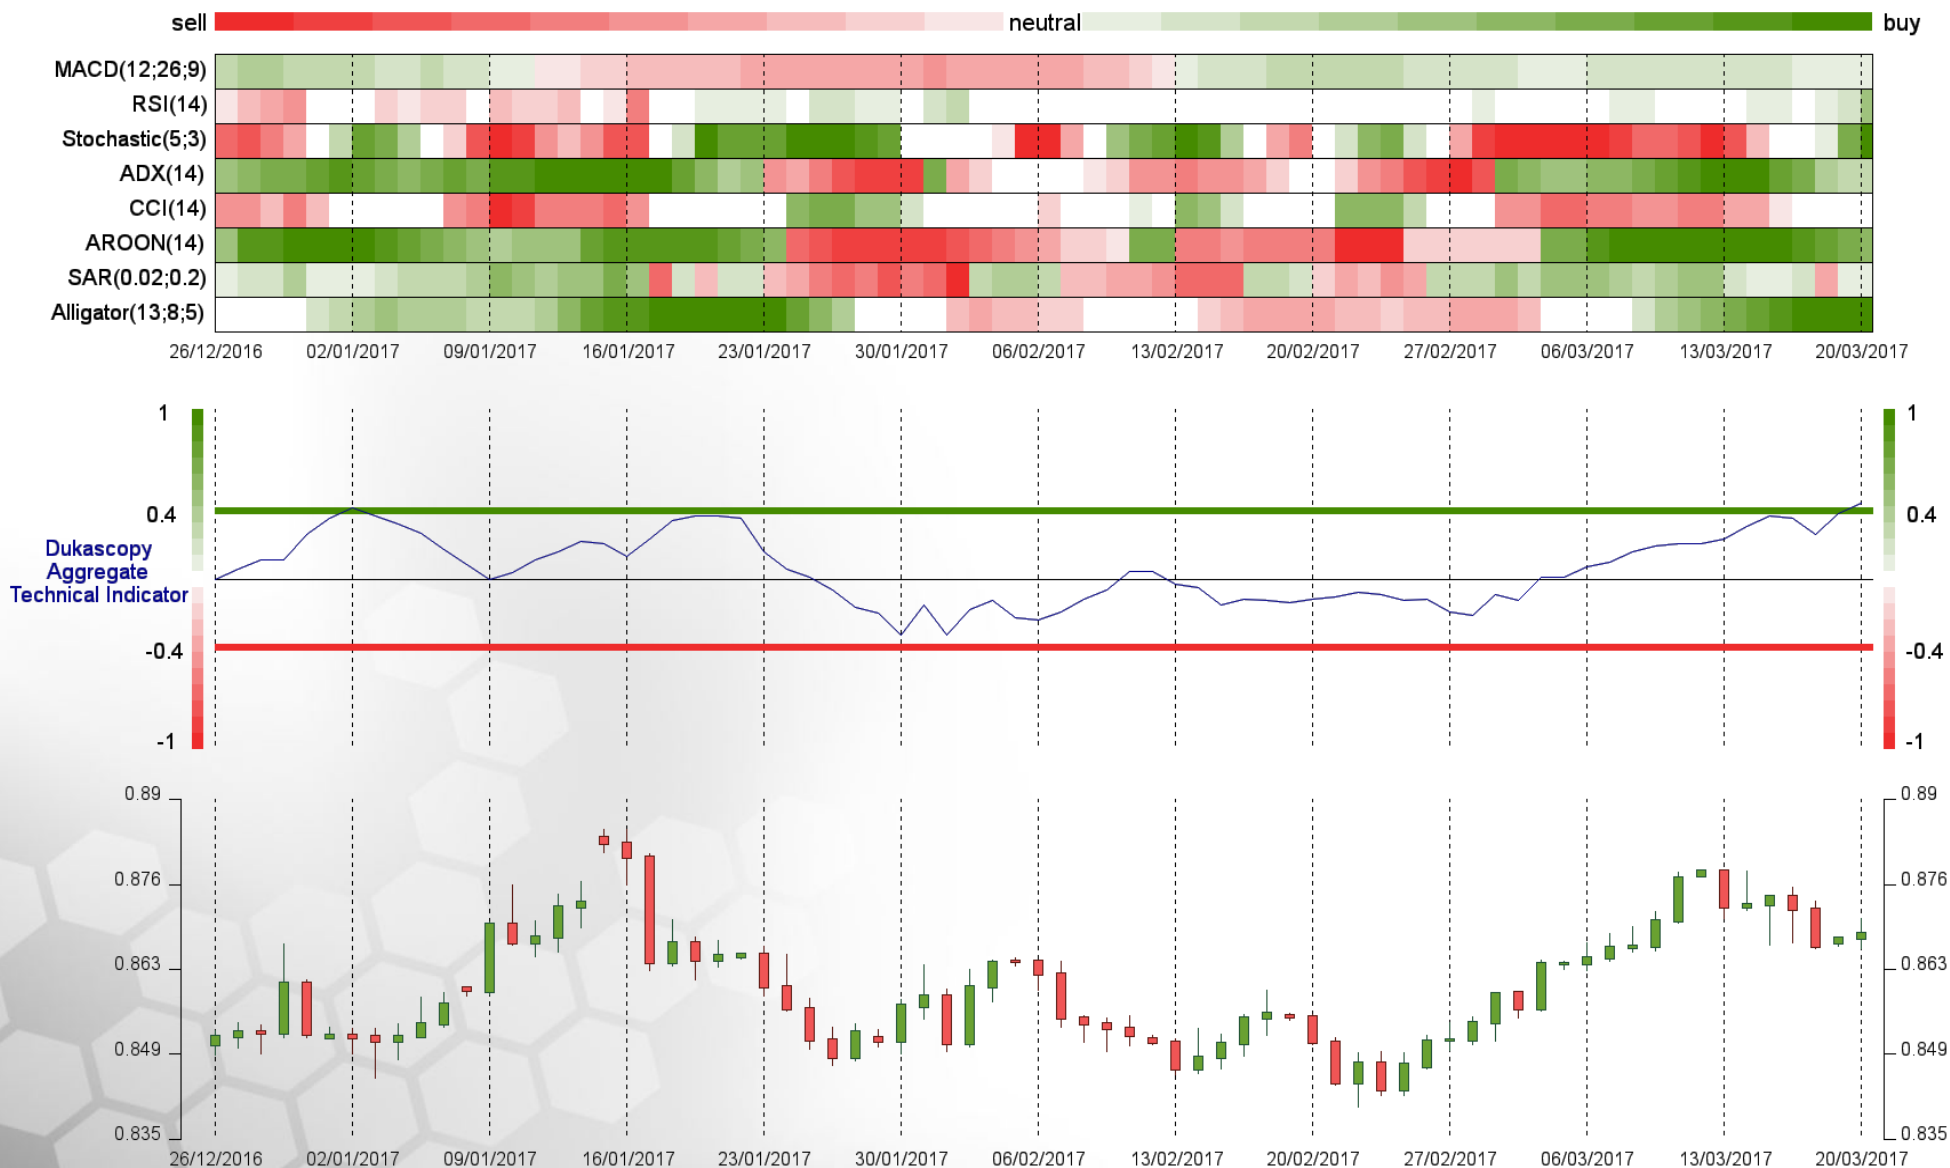 sell neutral buy
MACD(12;26;9)
RSI(14)
Stochastic(5;3)
ADX(14)
CCI(14)
AROON(14)
SAR(0.02;0.2)
Alligator(13;8;5)
26/12/2016 02/01/2017 09/01/2017 16/01/2017 23/01/2017 30/01/2017 06/02/2017 13/02/2017 20/02/2017 27/02/2017 06/03/2017 13/03/2017 20/03/2017
1 1
0.4 0.4
Dukascopy
Aggregate
Technical Indicator
-0.4 -0.4
-1 -1
0.89 0.89
0.876 0.876
0.863 0.863
0.849 0.849
0.835 0.835
26/12/2016 02/01/2017 09/01/2017 16/01/2017 23/01/2017 30/01/2017 06/02/2017 13/02/2017 20/02/2017 27/02/2017 06/03/2017 13/03/2017 20/03/2017